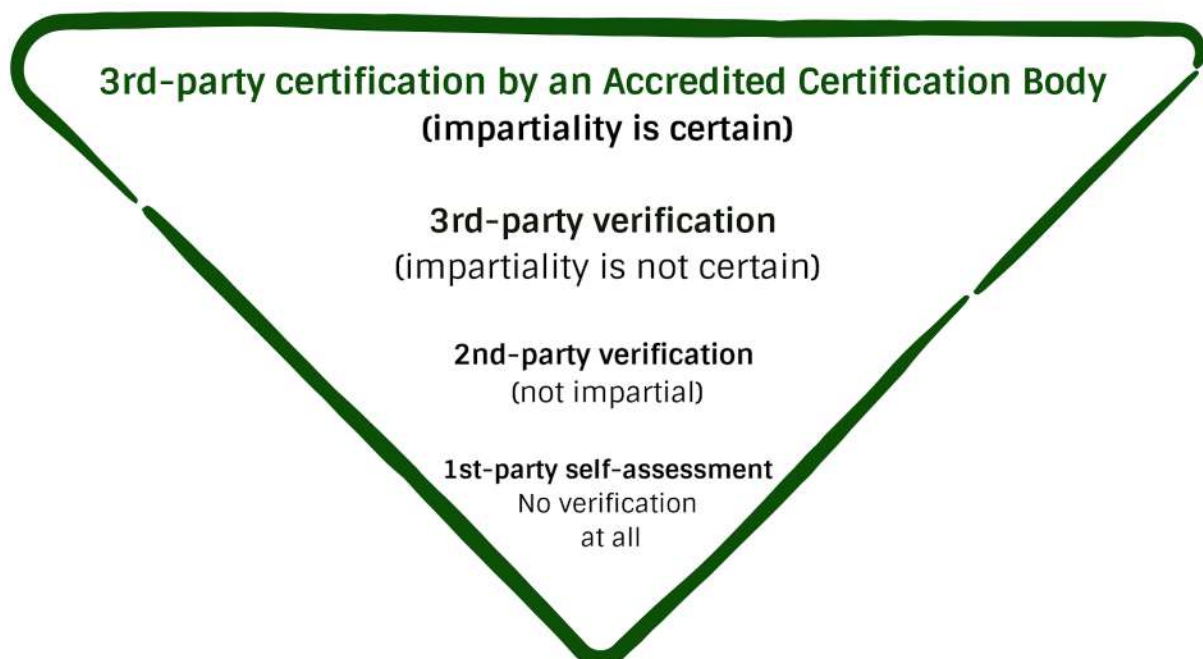 3rd-party certification by an Accredited Certification Body
(impartiality is certain)
3rd-party verification
(impartiality is not certain)
2nd-party verification
(not impartial)
1st-party self-assessment
No verification
at all